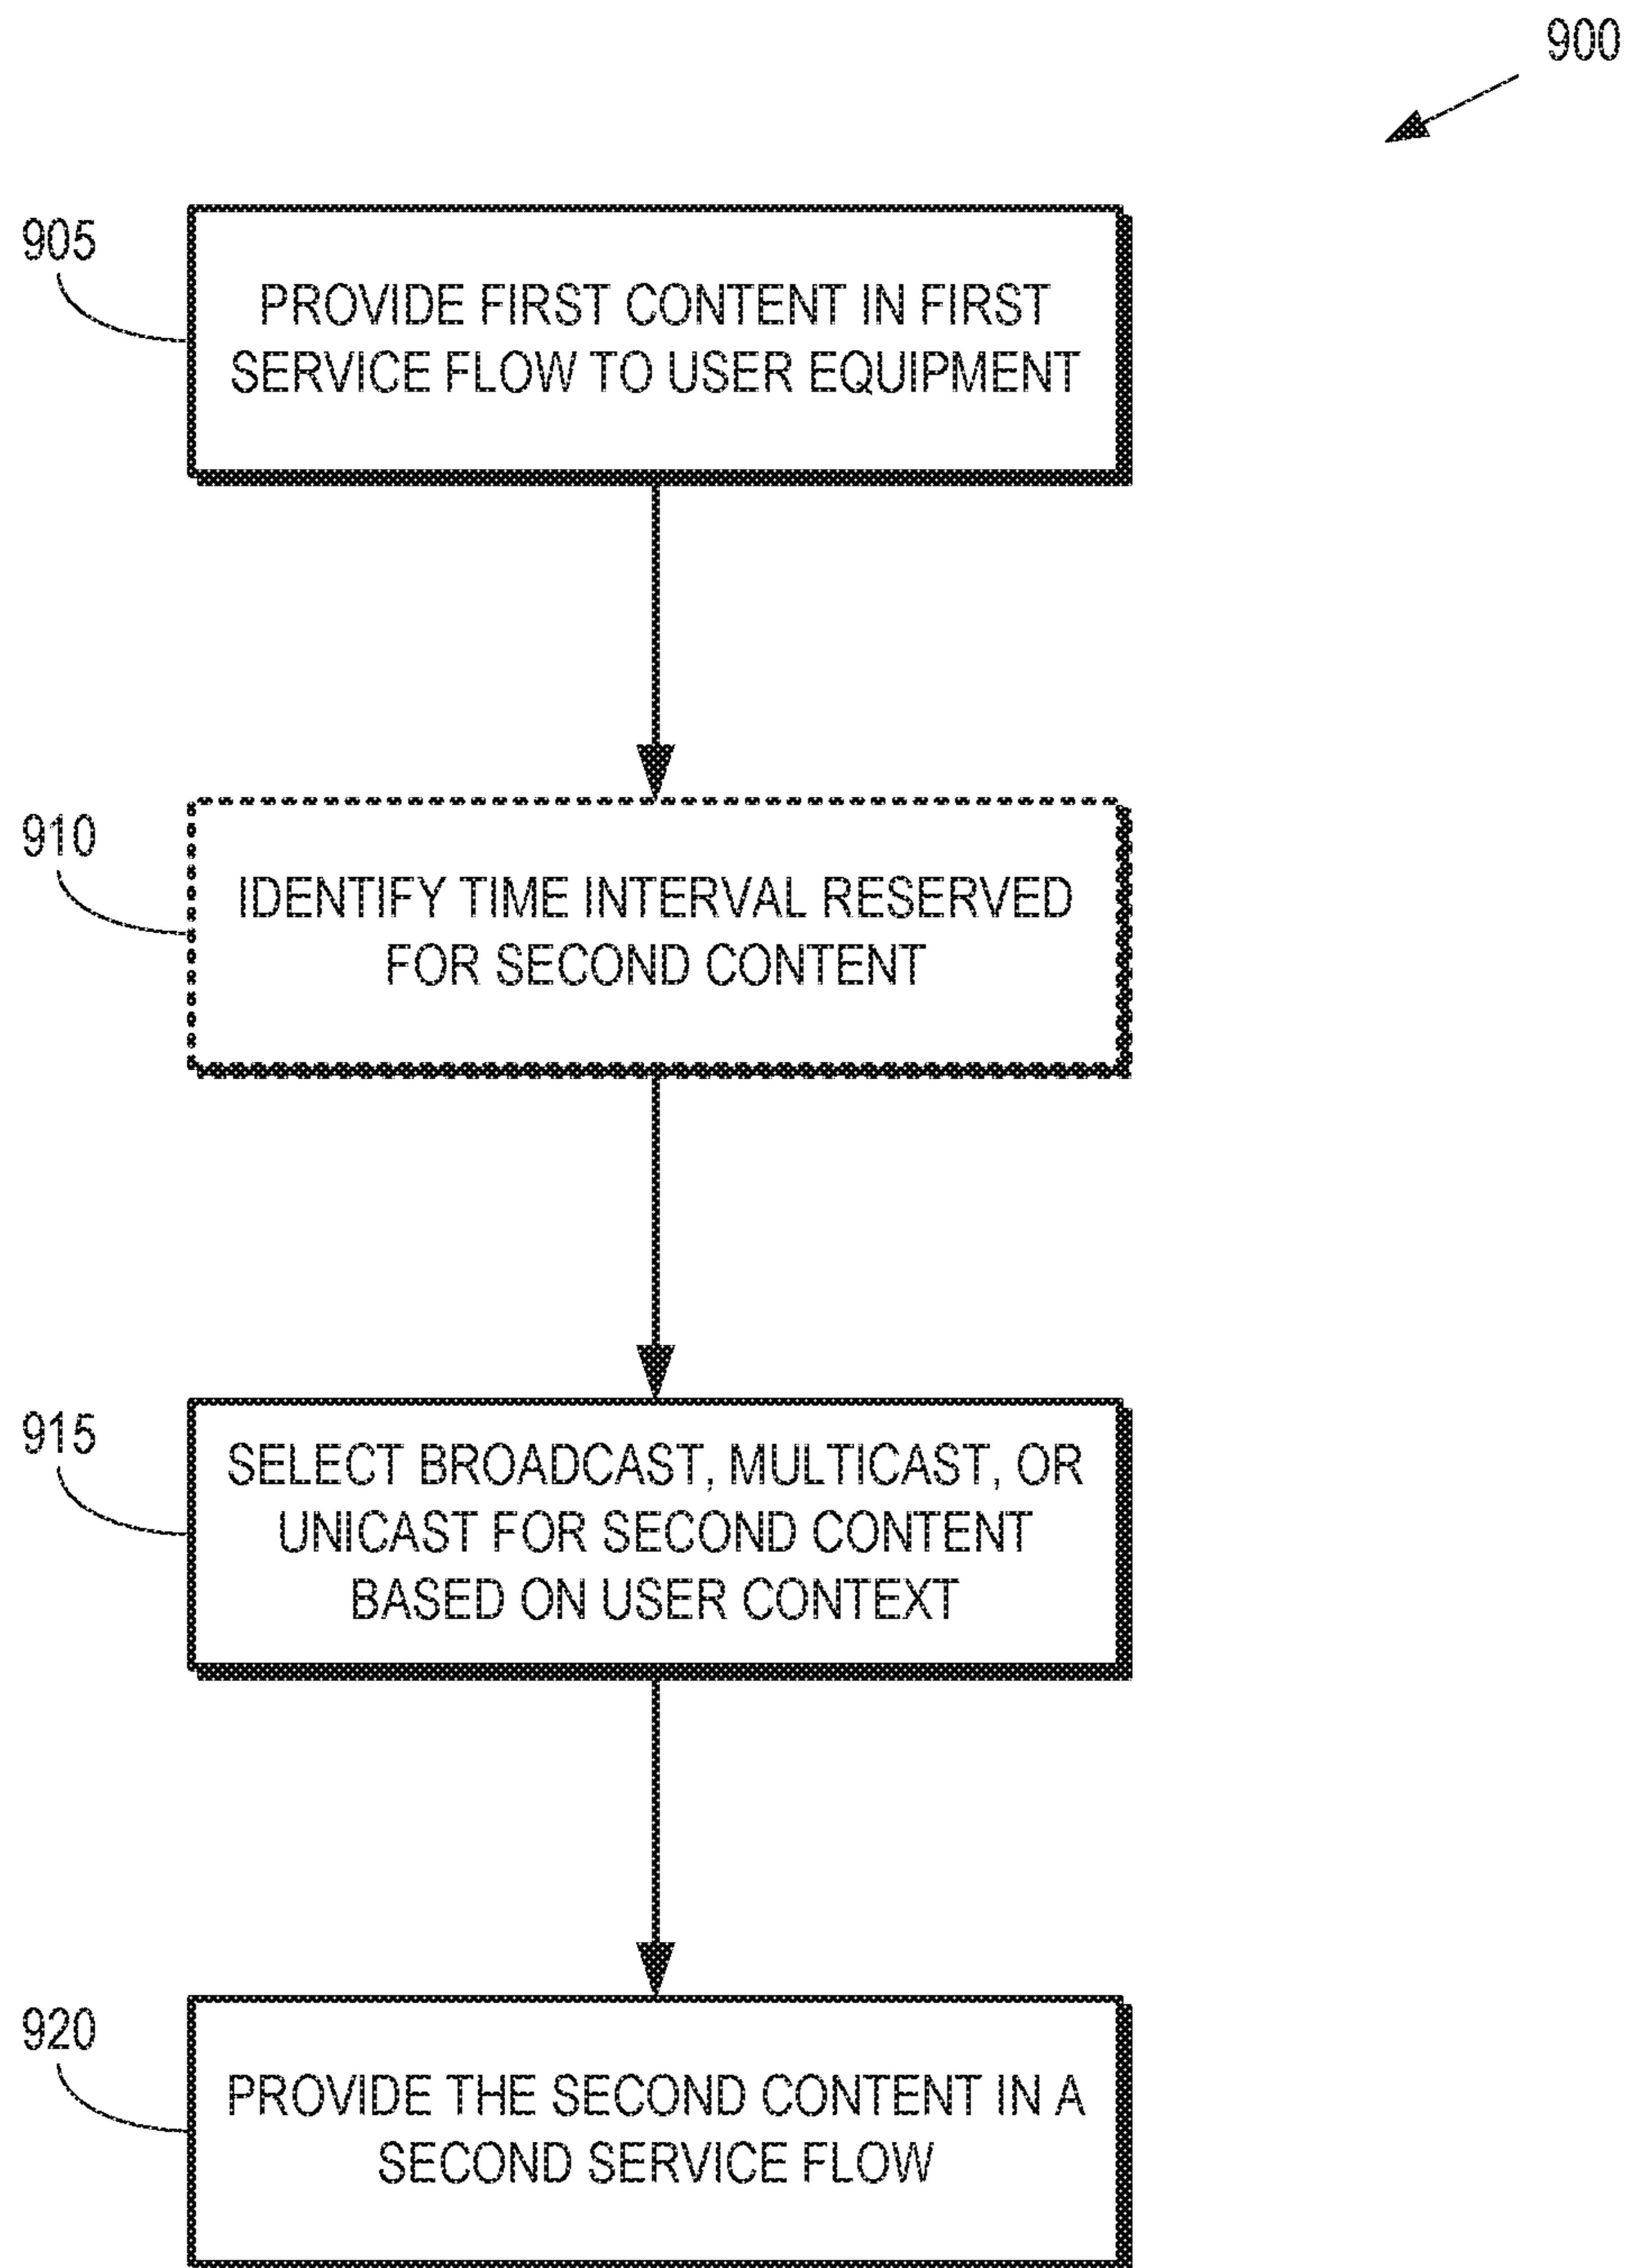 900
905
PROVIDE FIRST CONTENT IN FIRST
SERVICE FLOW TO USER EQUIPMENT
910
IDENTIFY TIME INTERVAL RESERVED
FOR SECOND CONTENT
915
SELECT BROADCAST, MULTICAST, OR
UNICAST FOR SECOND CONTENT
BASED ON USER CONTEXT
920
PROVIDE THE SECOND CONTENT IN A
SECOND SERVICE FLOW